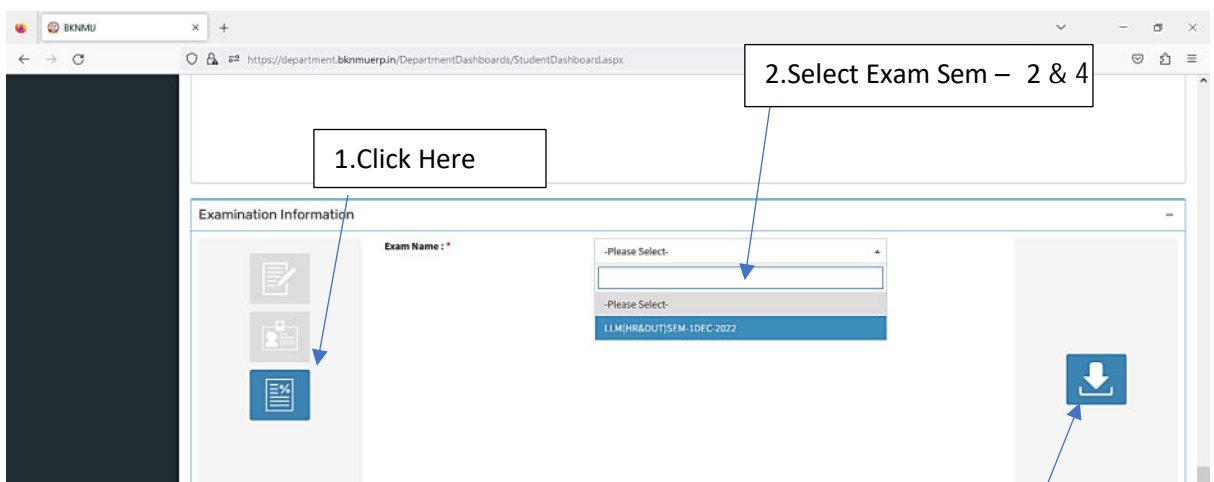 BKNMU
https://department.bknmuerp.in/DepartmentDashboards/StudentDashboard.aspx
2.Select Exam Sem – 2 & 4
1.Click Here
Examination Information
Exam Name : *
-Please Select-
-Please Select-
LLM(HR&DUT)SEM-1DEC-2022